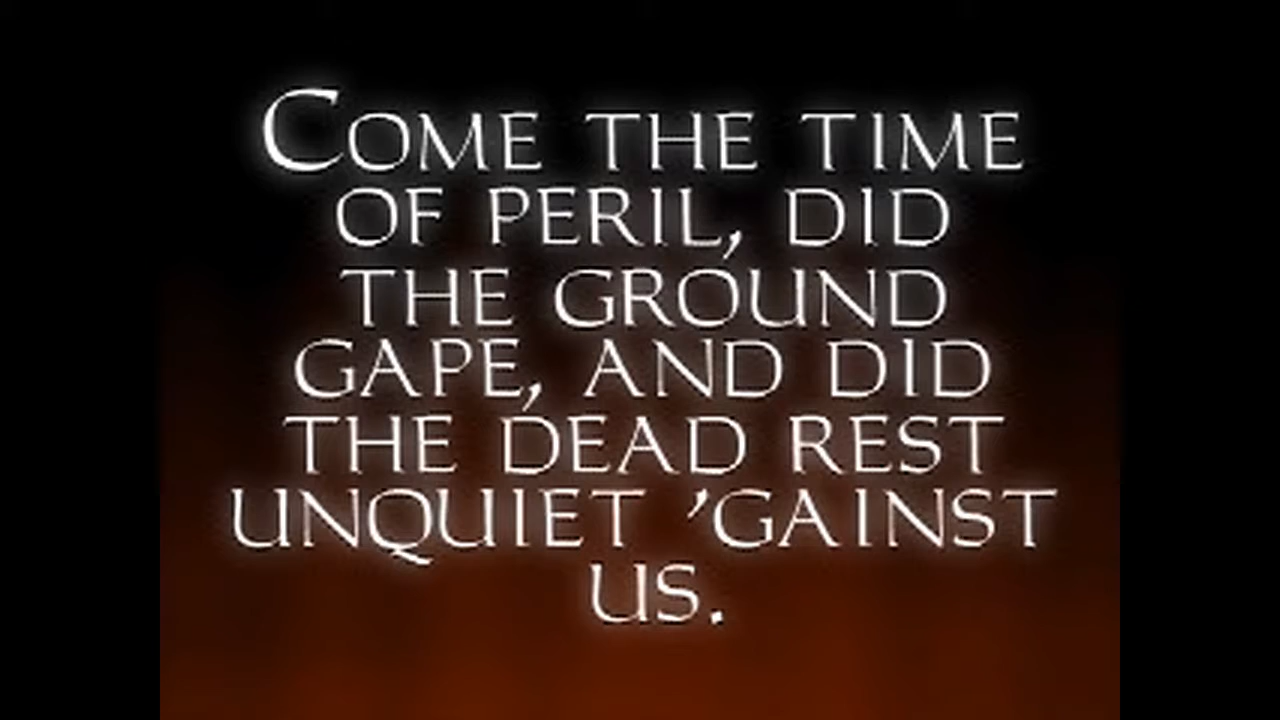 COME THE TIME
OF PERIL, DID
THE GROUND
GAPE, AND DID
THE DEAD REST
UNQUIET ’GAINST
US.